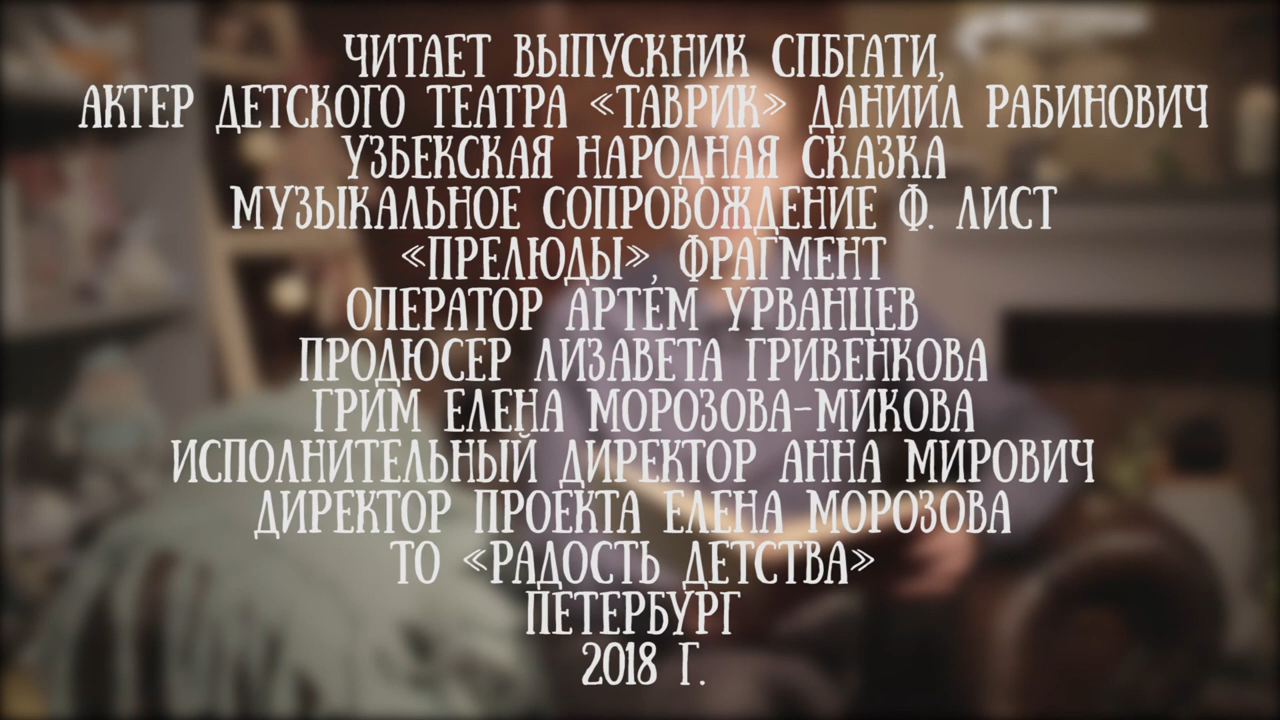 ЧИТАЕТ ВЫПУСКНИК СПБГАТИ,
АКТЕР ДЕТСКОГО ТЕАТРА «ТАВРИК» ДАНИИЛ РАБИНОВИЧ
УЗБЕКСКАЯ НАРОДНАЯ СКАЗКА
МУЗЫКАЛЬНОЕ СОПРОВОЖДЕНИЕ Ф. ЛИСТ
«ПРЕЛЮДЫ», ФРАГМЕНТ
ОПЕРАТОР АРТЁМ УРВАНЦЕВ
ПРОДЮСЕР ЛИЗАВЕТА ГРИВЕНКОВА
ГРИМ ЕЛЕНА МОРОЗОВА-МИКОВА
ИСПОЛНИТЕЛЬНЫЙ ДИРЕКТОР АННА МИРОВИЧ
ДИРЕКТОР ПРОЕКТА ЕЛЕНА МОРОЗОВА
ТО «РАДОСТЬ ДЕТСТВА»
ПЕТЕРБУРГ
2018 Г.